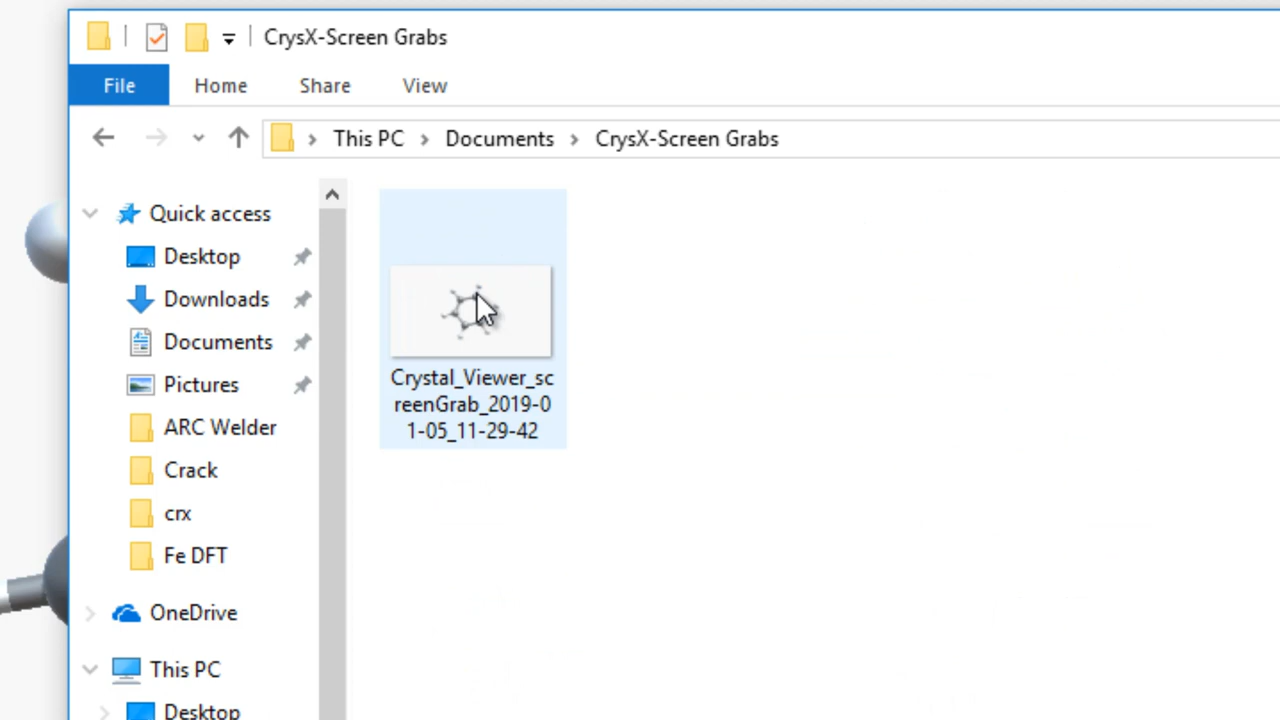 CrysX-Screen Grabs
File Home Share View
This PC Documents CrysX-Screen Grabs
Quick access
Desktop
Downloads
Documents
Pictures
ARC Welder
Crack
crx
Fe DFT
OneDrive
This PC
Desktop
Crystal_Viewer_sc
reenGrab_2019-0
1-05_11-29-42